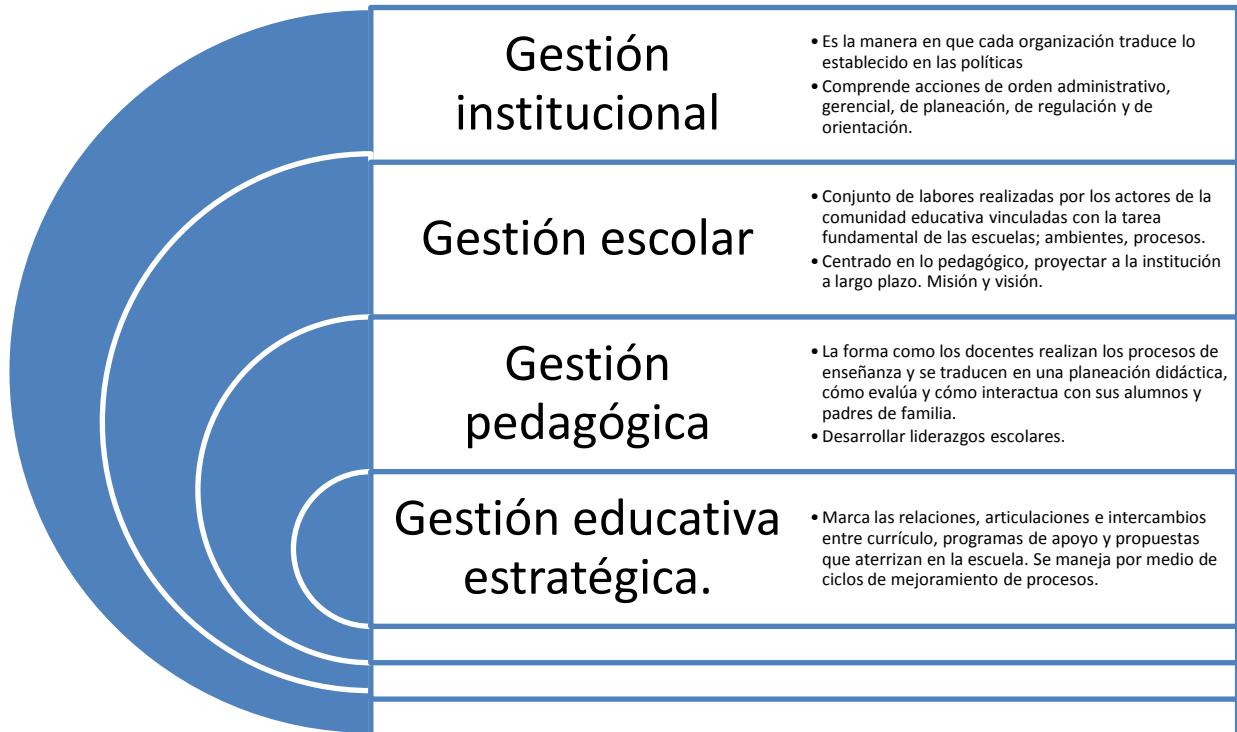 Gestión
institucional
• Es la manera en que cada organización traduce lo
establecido en las políticas
• Comprende acciones de orden administrativo,
gerencial, de planeación, de regulación y de
orientación.
Gestión escolar
• Conjunto de labores realizadas por los actores de la
comunidad educativa vinculadas con la tarea
fundamental de las escuelas; ambientes, procesos.
• Centrado en lo pedagógico, proyectar a la institución
a largo plazo. Misión y visión.
Gestión
pedagógica
• La forma como los docentes realizan los procesos de
enseñanza y se traducen en una planeación didáctica,
cómo evalúa y cómo interactua con sus alumnos y
padres de familia.
• Desarrollar liderazgos escolares.
Gestión educativa
estratégica.
• Marca las relaciones, articulaciones e intercambios
entre currículo, programas de apoyo y propuestas
que aterrizan en la escuela. Se maneja por medio de
ciclos de mejoramiento de procesos.